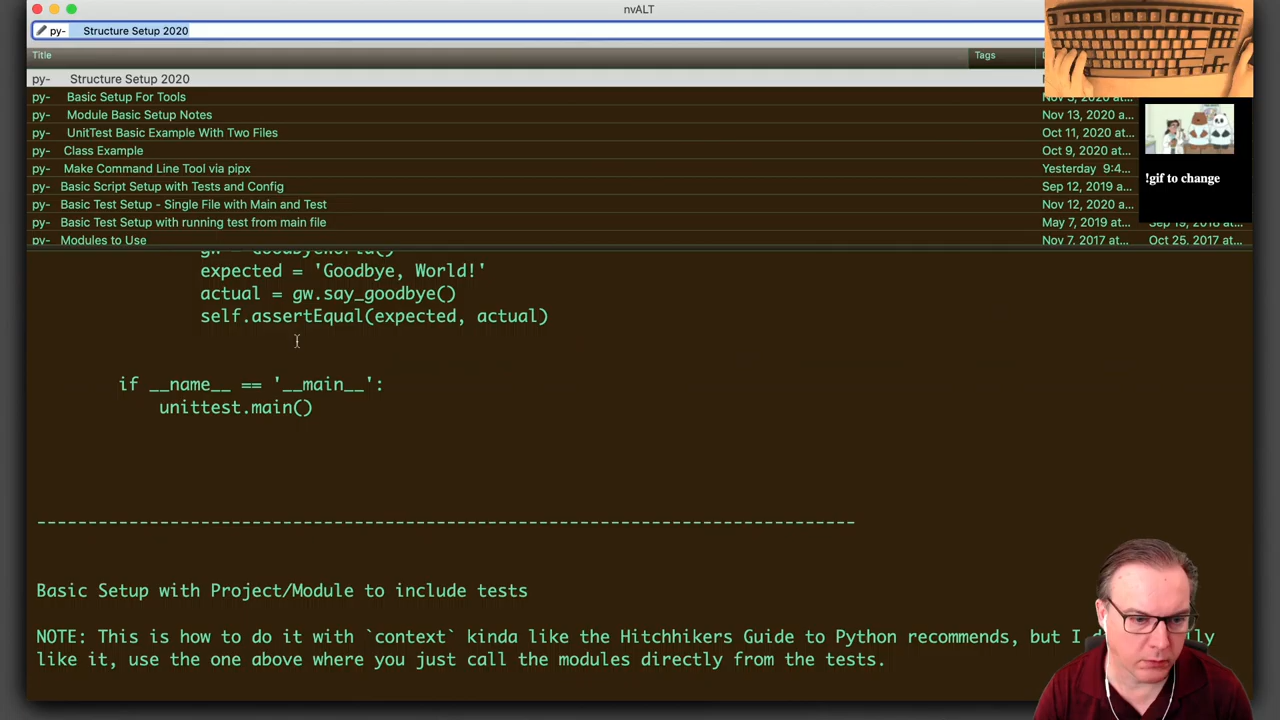 nvALT
py- Structure Setup 2020
Title Tags
py- Structure Setup 2020
py- Basic Setup For Tools Nov 3, 2020 a...
py- Module Basic Setup Notes Nov 13, 2020 a...
py- UnitTest Basic Example With Two Files Oct 11, 2020 a...
py- Class Example Oct 9, 2020 a...
py- Make Command Line Tool via pipx Yesterday 9:4...
py- Basic Script Setup with Tests and Config Sep 12, 2019 a...
py- Basic Test Setup - Single File with Main and Test Nov 12, 2020 a...
py- Basic Test Setup with running test from main file May 7, 2019 at... Sep 19, 2018 at...
py- Modules to Use Nov 7, 2017 at... Oct 25, 2017 at...
!gif to change
gw = GoodbyeWorld()
expected = 'Goodbye, World!'
actual = gw.say_goodbye()
self.assertEqual(expected, actual)
if __name__ == '__main__':
unittest.main()
--------------------------------------------------------------------------------
Basic Setup with Project/Module to include tests
NOTE: This is how to do it with `context` kinda like the Hitchhikers Guide to Python recommends, but I
like it, use the one above where you just call the modules directly from the tests.